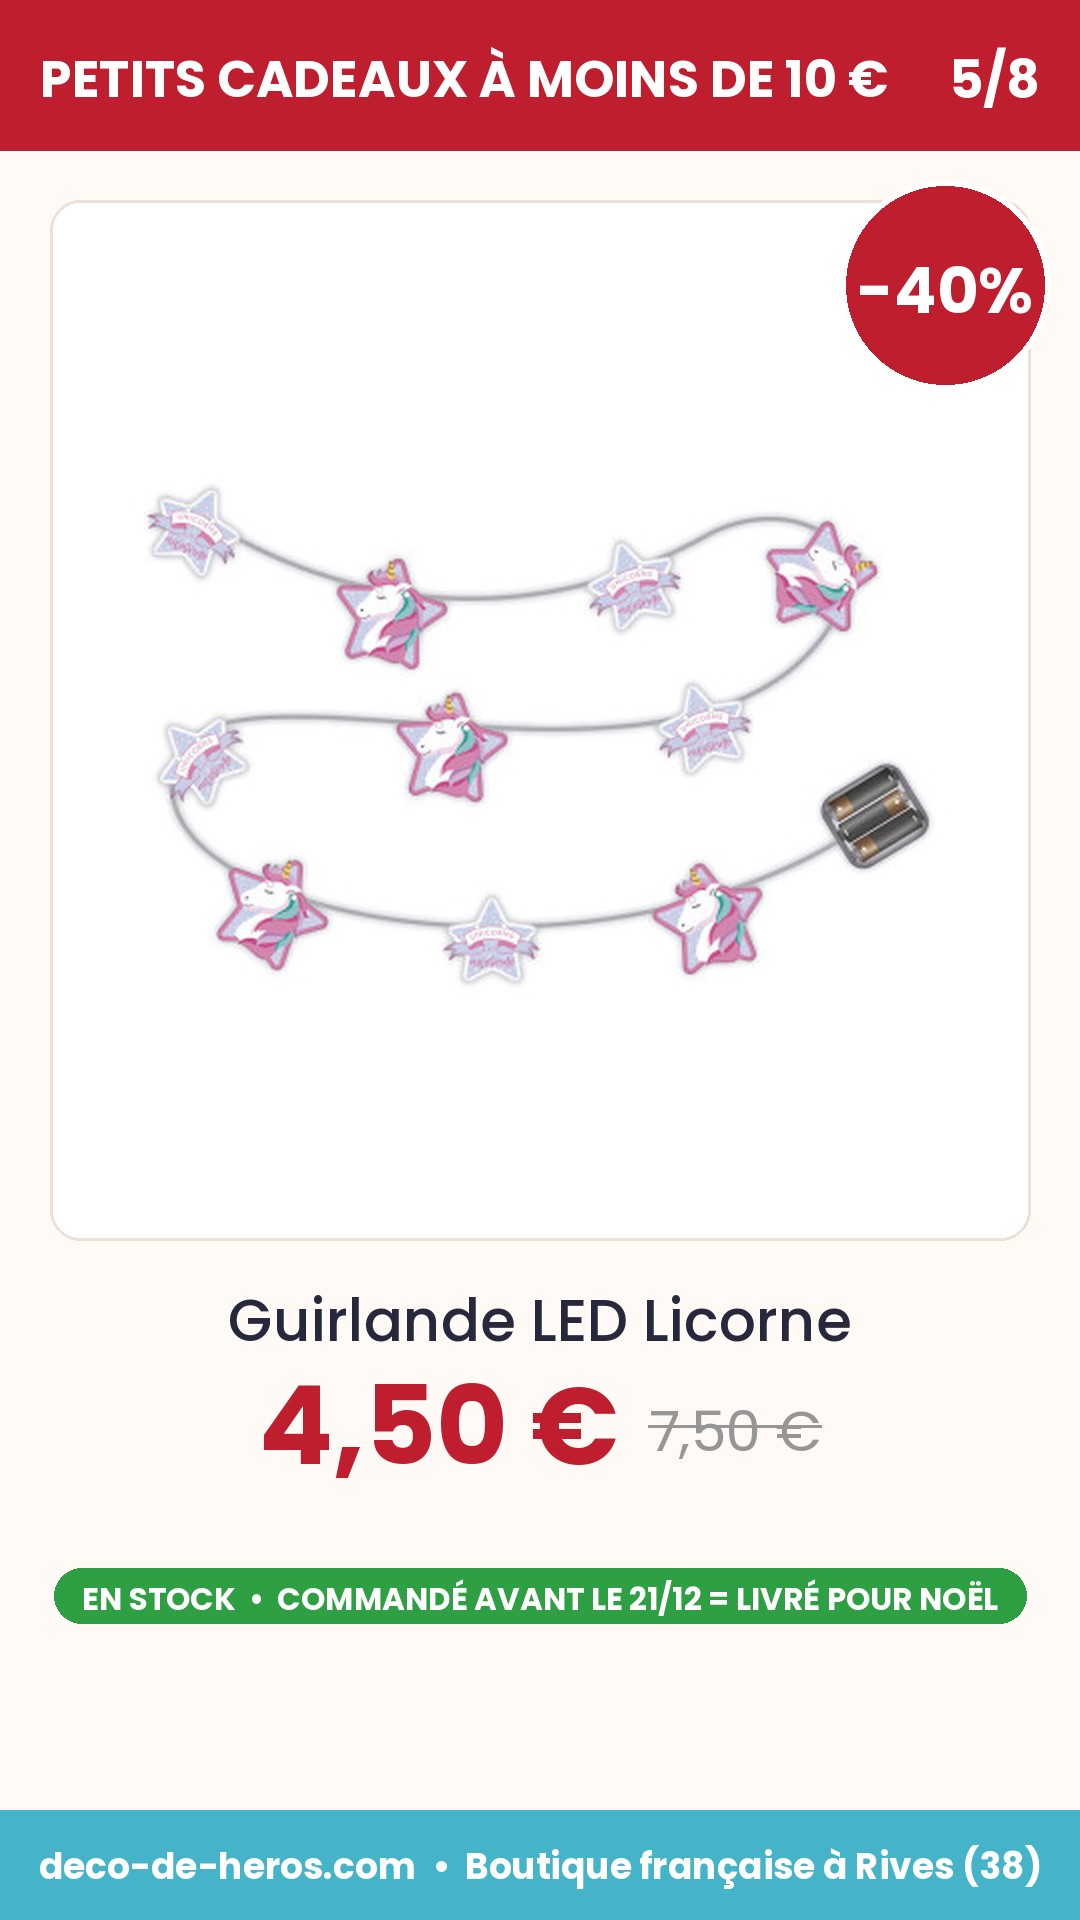 PETITS CADEAUX À MOINS DE 10 € 5/8
-40%
Guirlande LED Licorne
4,50 € 7,50 €
EN STOCK • COMMANDÉ AVANT LE 21/12 = LIVRÉ POUR NOËL
deco-de-heros.com • Boutique française à Rives (38)